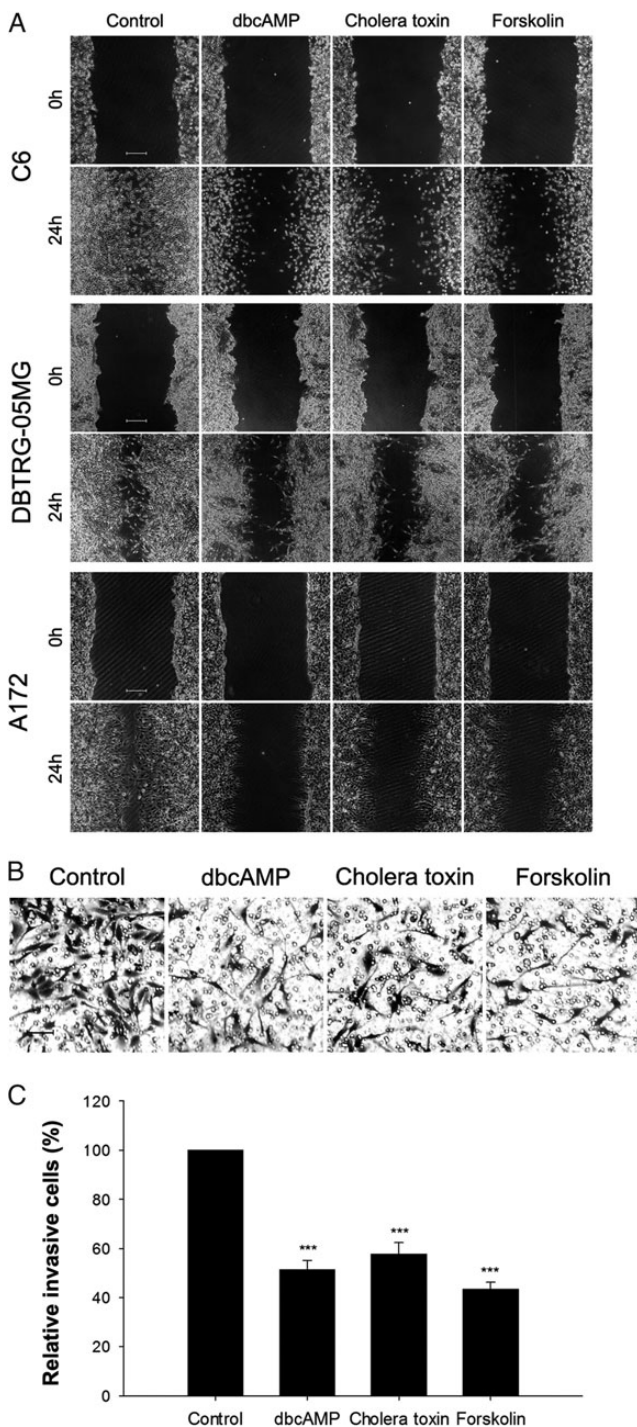 A
Control dbcAMP Cholera toxin Forskolin
C6
0h
24h
DBTRG-05MG
0h
24h
A172
0h
24h
B
Control dbcAMP Cholera toxin Forskolin
C
Relative invasive cells (%)
120
100
80
60
40
20
0
***
***
***
Control dbcAMP Cholera toxin Forskolin